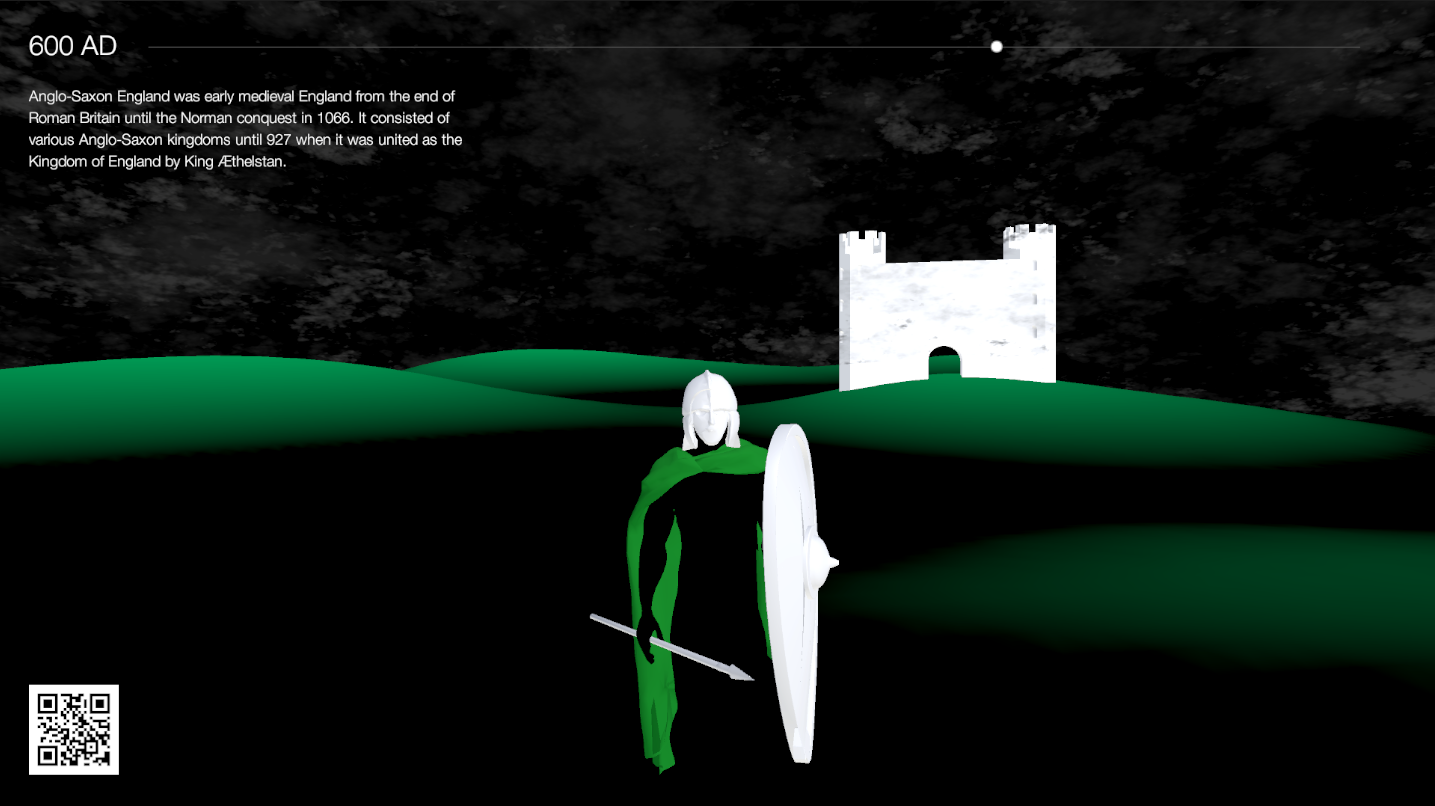 600 AD
Anglo-Saxon England was early medieval England from the end of
Roman Britain until the Norman conquest in 1066. It consisted of
various Anglo-Saxon kingdoms until 927 when it was united as the
Kingdom of England by King Æthelstan.